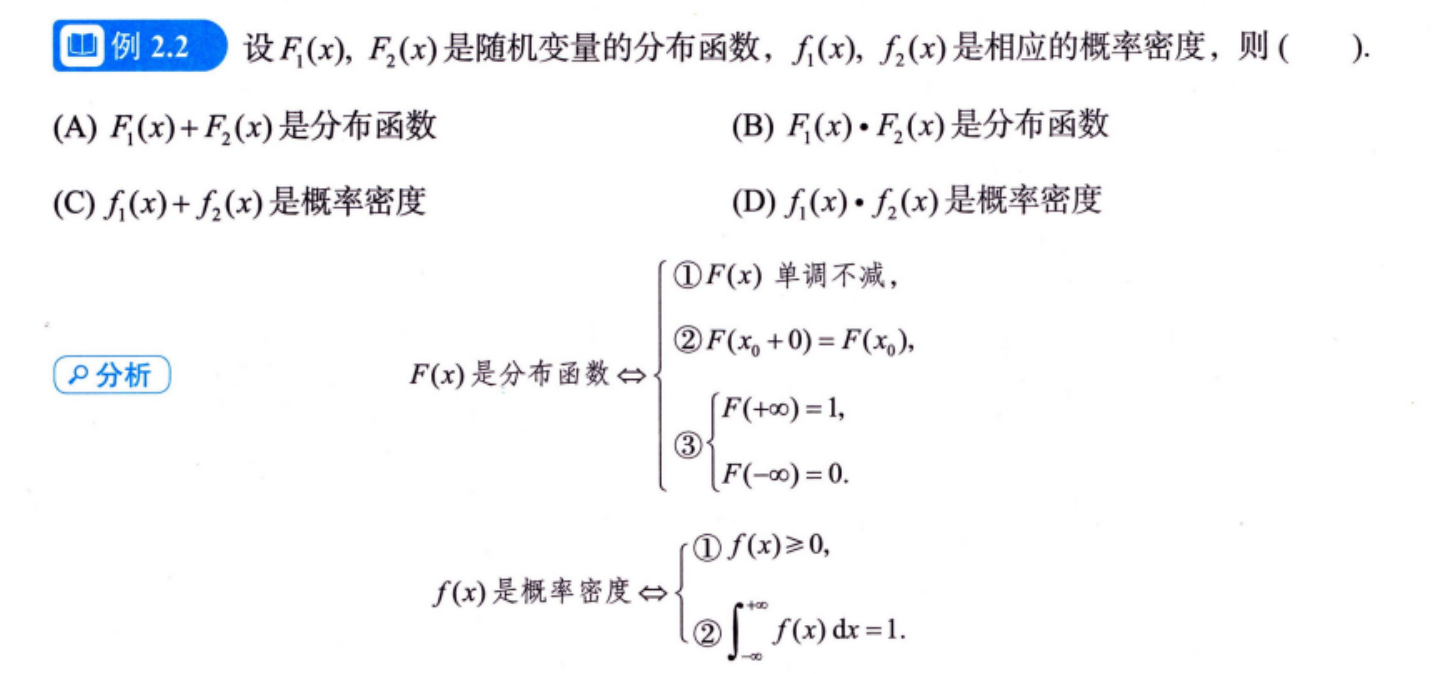 例 2.2 设 F₁(x), F₂(x) 是随机变量的分布函数, f₁(x), f₂(x) 是相应的概率密度, 则 (    ).
(A) F₁(x)+F₂(x) 是分布函数 (B) F₁(x)•F₂(x) 是分布函数
(C) f₁(x)+f₂(x) 是概率密度 (D) f₁(x)•f₂(x) 是概率密度
①F(x) 单调不减,
②F(x₀+0)=F(x₀),
分析 F(x) 是分布函数 ⇔
③ F(+∞)=1,
F(−∞)=0.
f(x) 是概率密度 ⇔
① f(x)≥0,
② ∫_{−∞}^{+∞} f(x) dx=1.